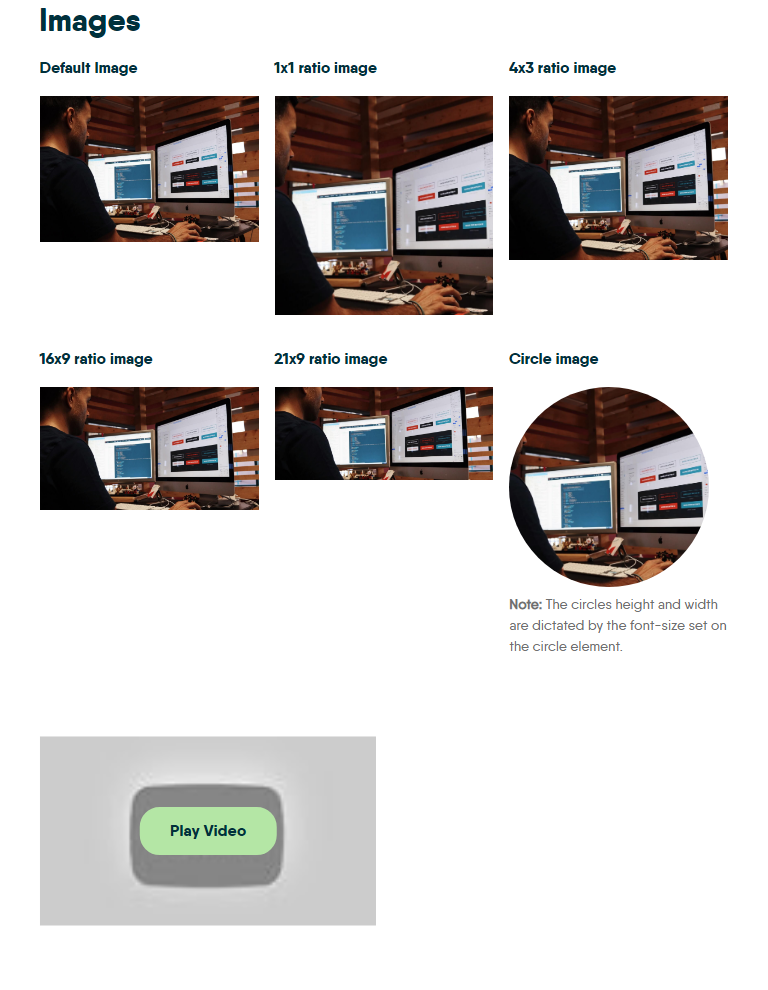 Images
Default Image
1x1 ratio image
4x3 ratio image
16x9 ratio image
21x9 ratio image
Circle image
Note: The circles height and width
are dictated by the font-size set on
the circle element.
Play Video